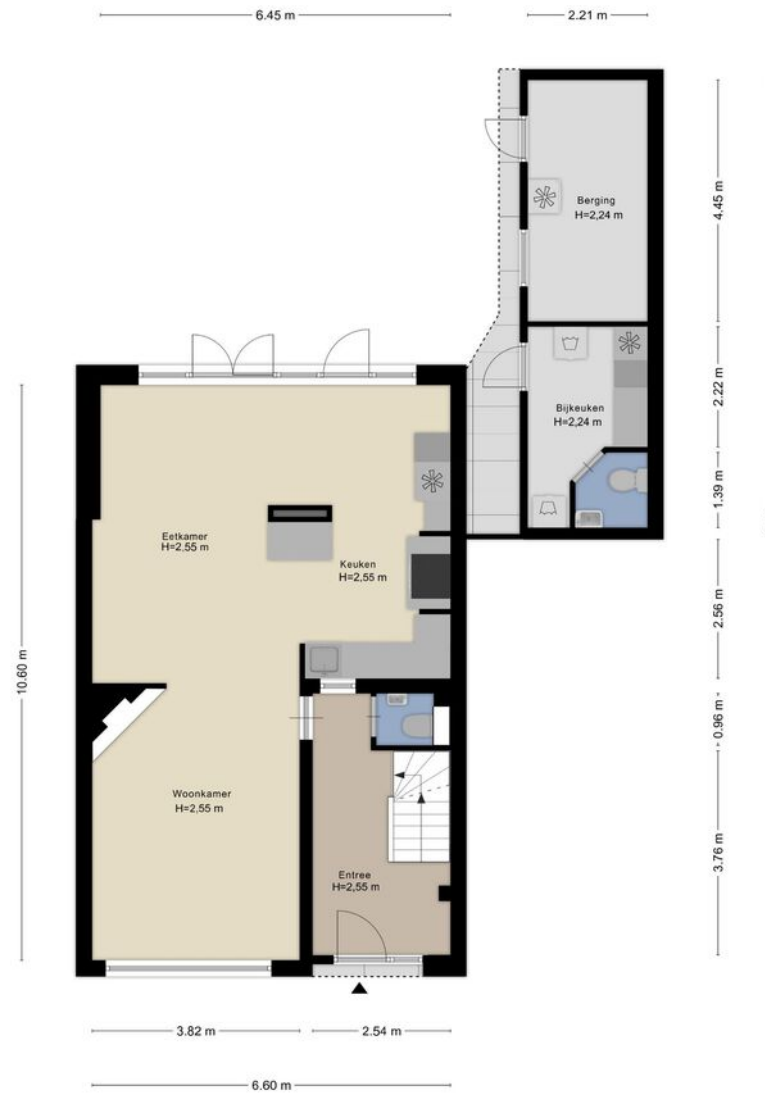 6.45 m
2.21 m
4.45 m
Berging
H=2,24 m
2.22 m
Bijkeuken
H=2,24 m
1.39 m
Eetkamer
H=2,55 m
Keuken
H=2,55 m
2.56 m
10.60 m
0.96 m
Woonkamer
H=2,55 m
3.76 m
Entree
H=2,55 m
3.82 m
2.54 m
6.60 m